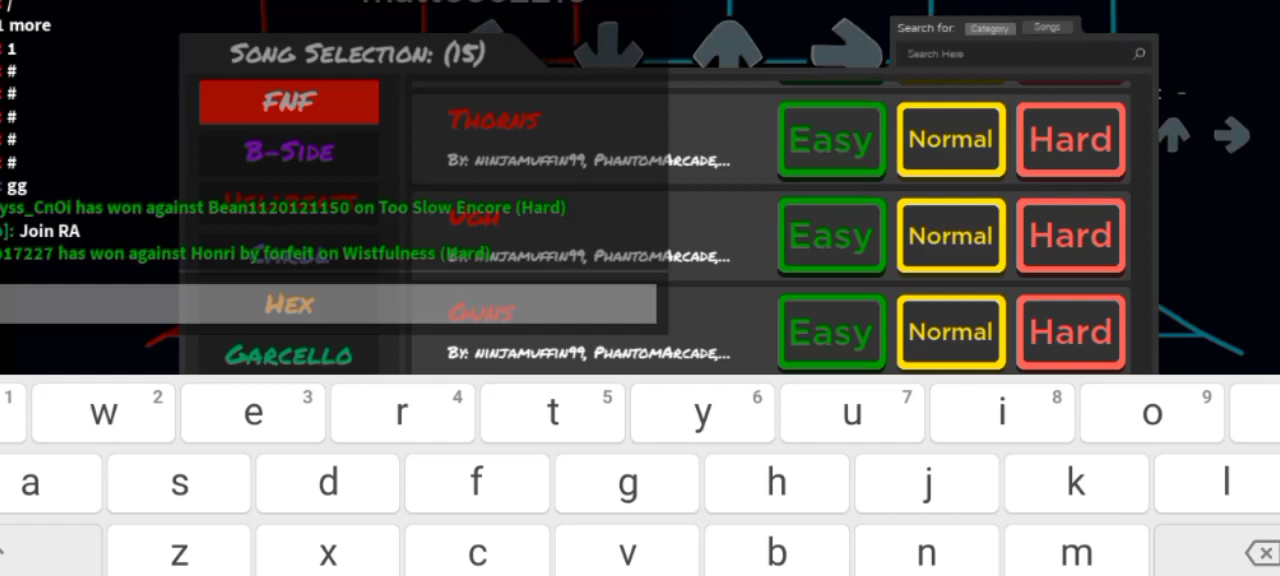 /
1 more
: 1
: #
: #
: #
: #
: #
: gg
yss_CnOi has won against Bean1120121150 on Too Slow Encore (Hard)
]: Join RA
17227 has won against Honri by forfeit on Wistfulness (Hard)
Song Selection: (15)
Search for: Category Songs
Search Here
FNF
B-Side
Hex
Garcello
Thorns
By: ninjamuffin99, PhantomArcade,...
Easy Normal Hard
Ugh
By: ninjamuffin99, PhantomArcade,...
Easy Normal Hard
Guns
By: ninjamuffin99, PhantomArcade,...
Easy Normal Hard
: -
1 2 3 4 5 6 7 8 9
w e r t y u i o
a s d f g h j k l
z x c v b n m